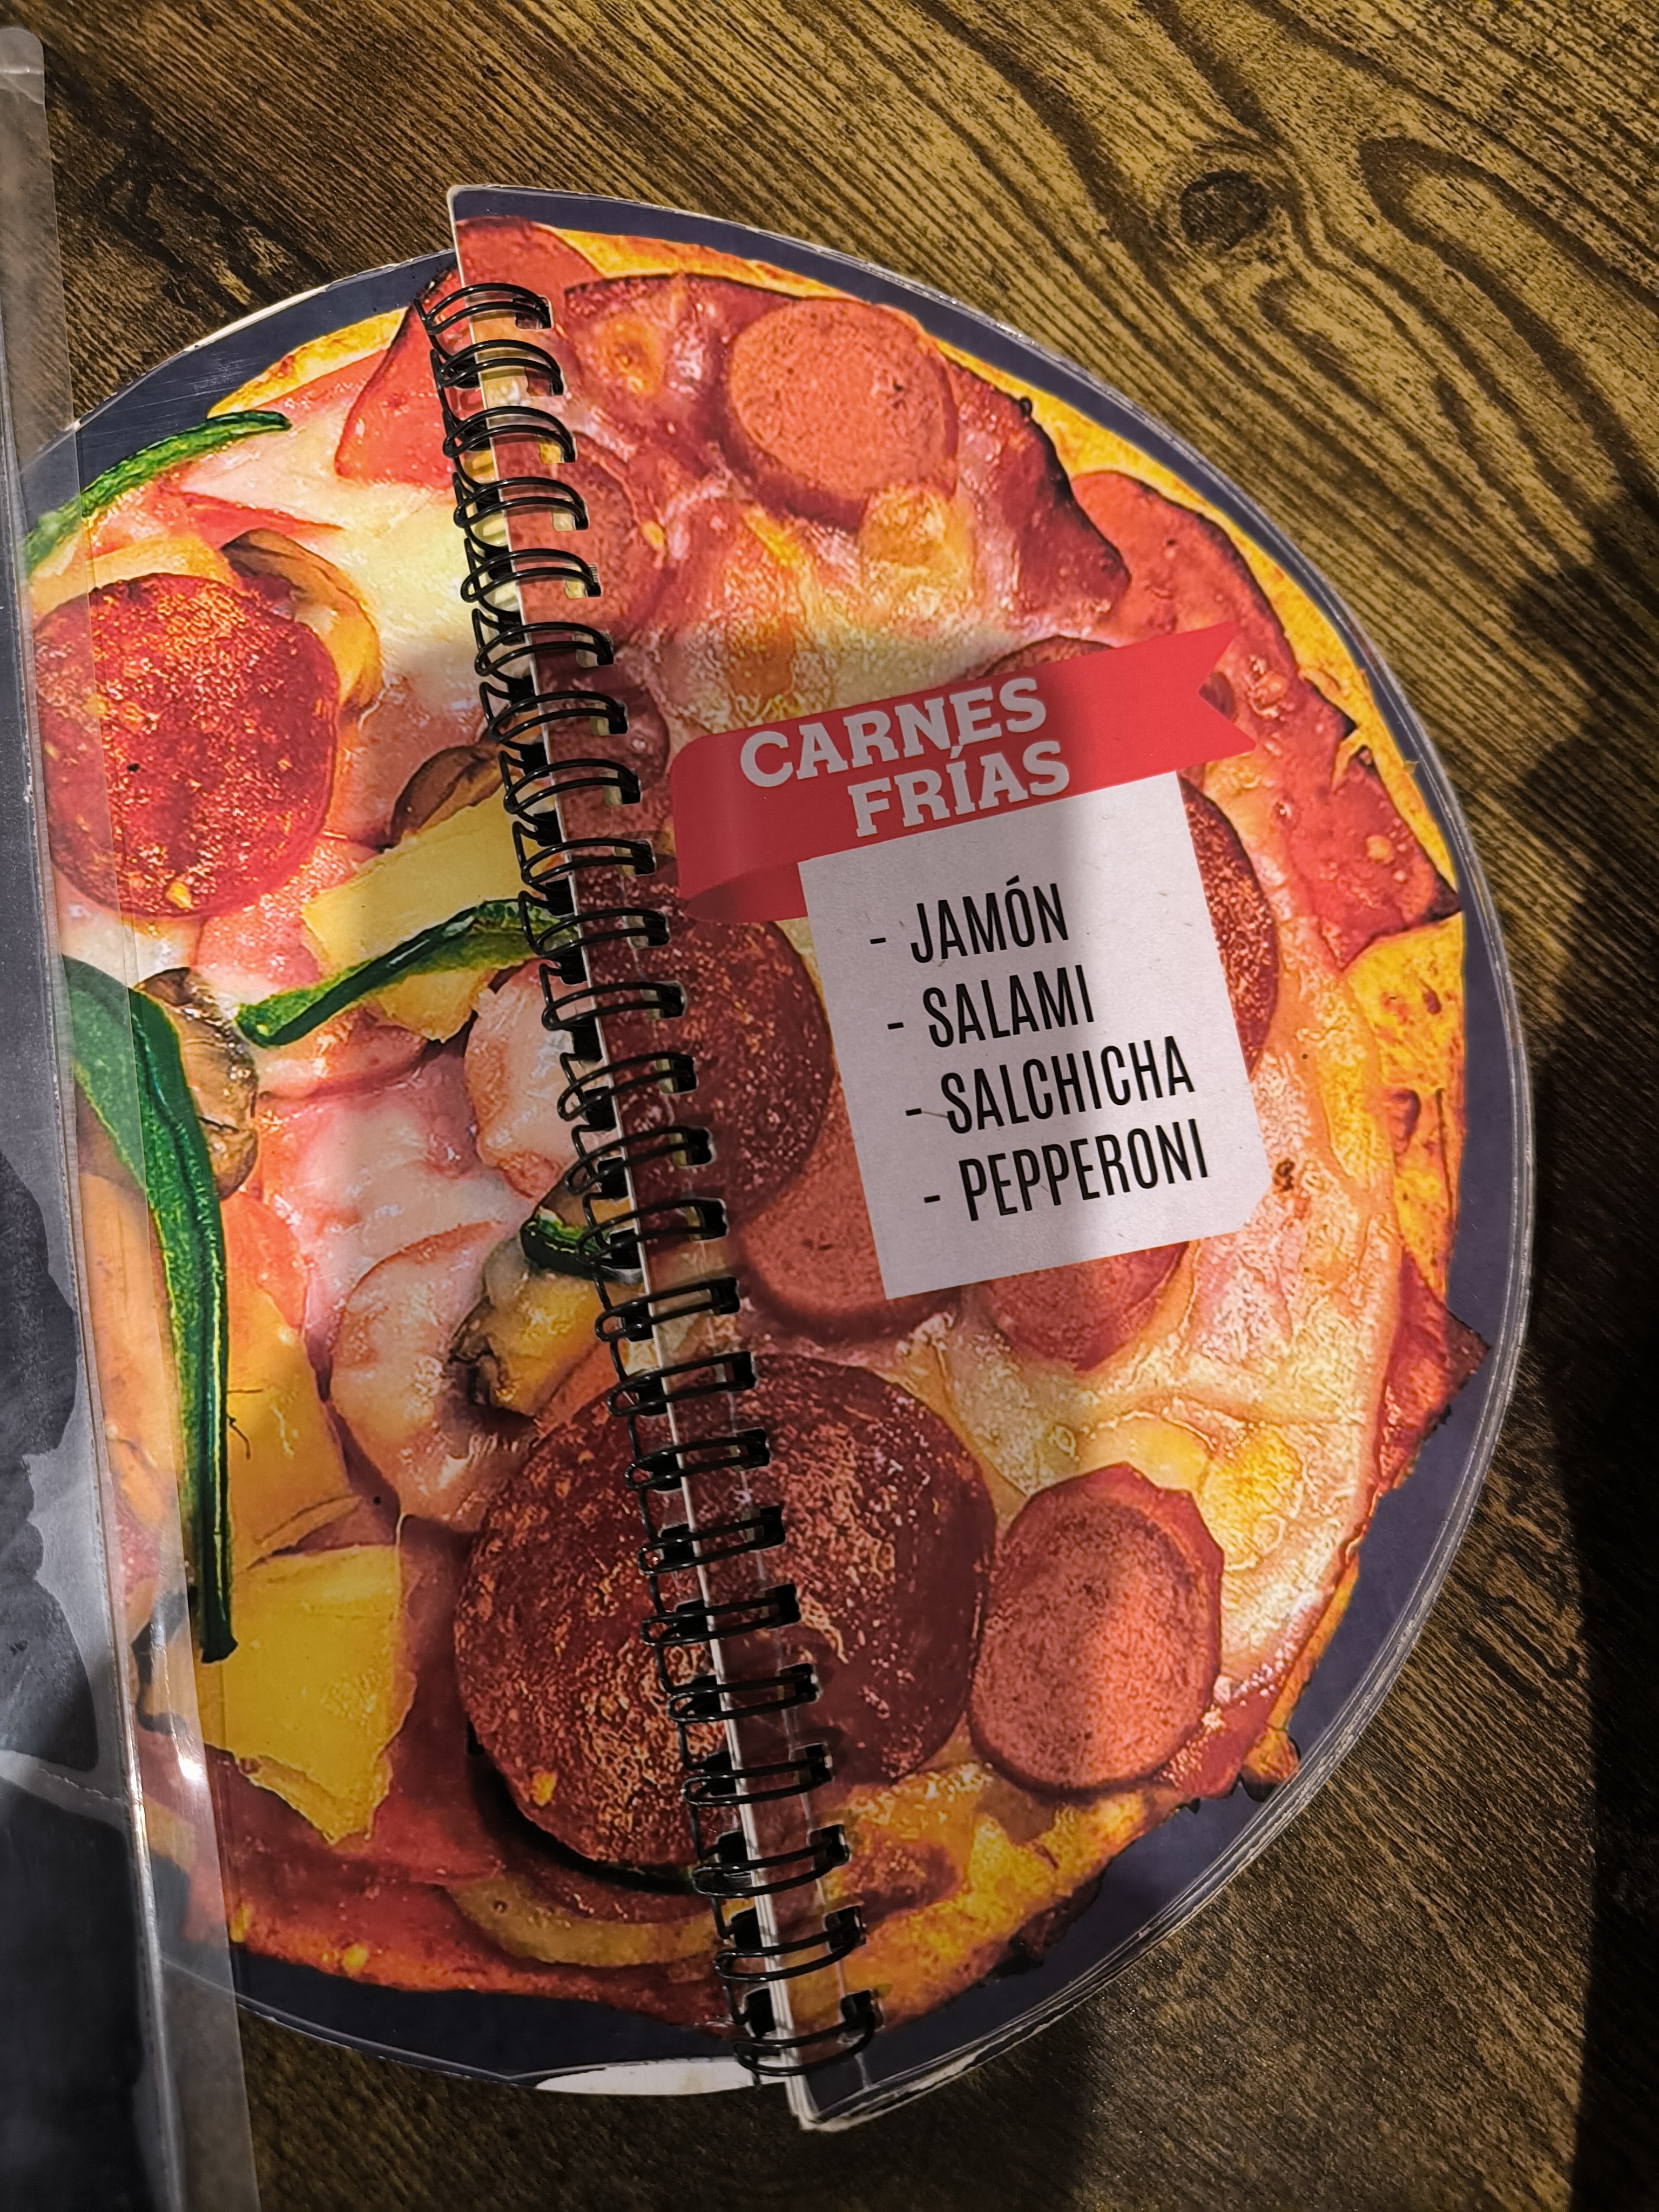 CARNES
FRÍAS
- JAMÓN
- SALAMI
- SALCHICHA
- PEPPERONI